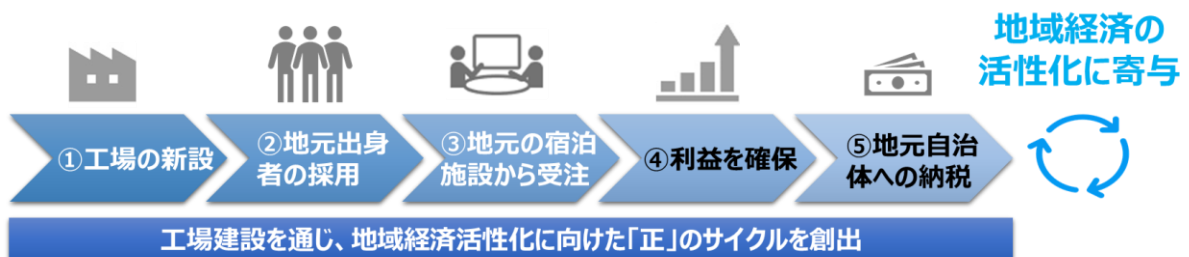 地域経済の
活性化に寄与
①工場の新設
②地元出身
者の採用
③地元の宿泊
施設から受注
④利益を確保
⑤地元自治
体への納税
工場建設を通じ、地域経済活性化に向けた「正」のサイクルを創出